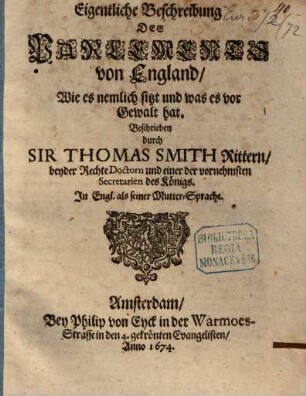 Eigentliche Beschreibung
Des
PARLEMENTS
von England/
Wie es nemlich sitzt und was es vor
Gewalt hat.
Beschrieben
durch
SIR THOMAS SMITH Rittern/
beyder Rechte Doctorn und einer der vornehmsten
Secretarien des Königs.
In Engl. als seiner Mutter-Sprache.
BIBLIOTHECA
REGIA
MONACENSIS.
Amsterdam/
Bey Philip von Eyck in der Warmoes-
Strasse in den 4. gekrönten Evangelisten/
Anno 1674.